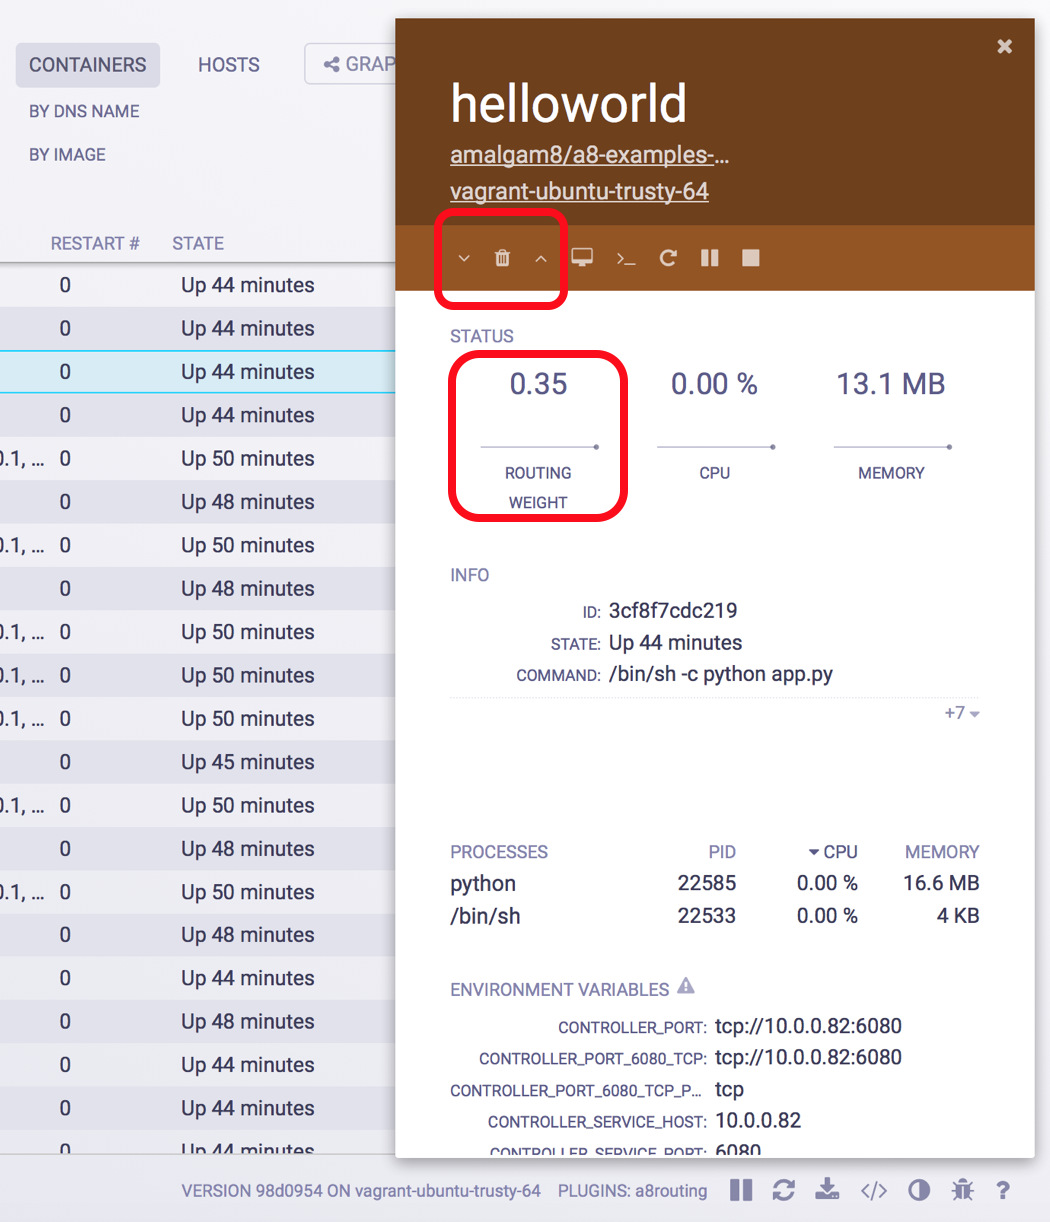 CONTAINERS
HOSTS
GRAP
BY DNS NAME
BY IMAGE
RESTART #
STATE
0 Up 44 minutes
0 Up 44 minutes
0 Up 44 minutes
0 Up 44 minutes
0.1, ... 0 Up 50 minutes
0 Up 48 minutes
0.1, ... 0 Up 50 minutes
0 Up 48 minutes
0.1, ... 0 Up 50 minutes
0.1, ... 0 Up 50 minutes
0.1, ... 0 Up 50 minutes
0 Up 45 minutes
0.1, ... 0 Up 50 minutes
0 Up 48 minutes
0.1, ... 0 Up 50 minutes
0 Up 48 minutes
0 Up 44 minutes
0 Up 48 minutes
0 Up 44 minutes
0 Up 44 minutes
0 Up 44 minutes
helloworld
amalgam8/a8-examples-...
vagrant-ubuntu-trusty-64
STATUS
0.35
ROUTING
WEIGHT
0.00 %
CPU
13.1 MB
MEMORY
INFO
ID: 3cf8f7cdc219
STATE: Up 44 minutes
COMMAND: /bin/sh -c python app.py
+7
PROCESSES PID CPU MEMORY
python 22585 0.00 % 16.6 MB
/bin/sh 22533 0.00 % 4 KB
ENVIRONMENT VARIABLES
CONTROLLER_PORT: tcp://10.0.0.82:6080
CONTROLLER_PORT_6080_TCP: tcp://10.0.0.82:6080
CONTROLLER_PORT_6080_TCP_P... tcp
CONTROLLER_SERVICE_HOST: 10.0.0.82
CONTROLLER_SERVICE_PORT: 6080
VERSION 98d0954 ON vagrant-ubuntu-trusty-64 PLUGINS: a8routing